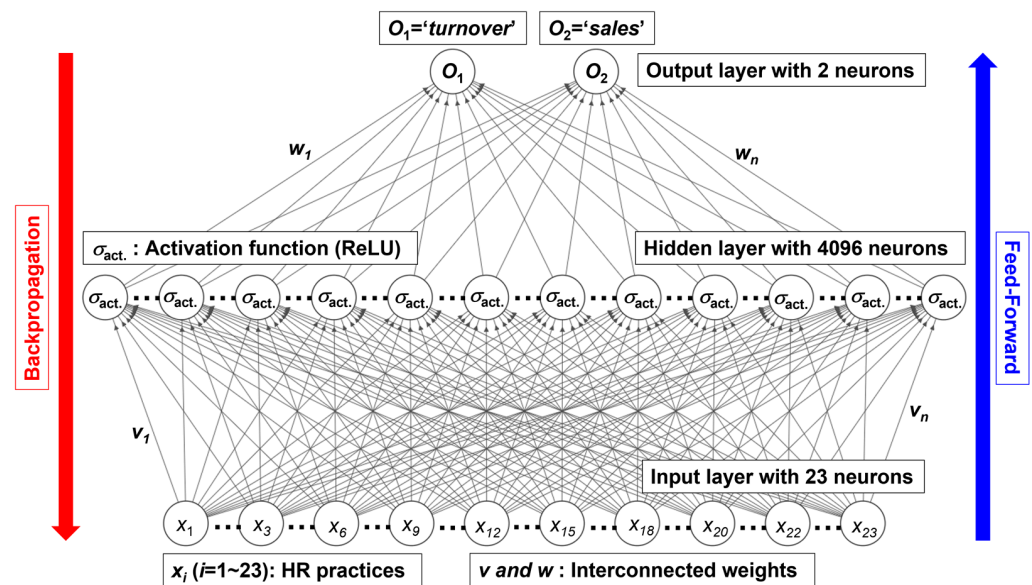 O1='turnover' O2='sales'
O1 O2 Output layer with 2 neurons
w1 wn
σact. : Activation function (ReLU) Hidden layer with 4096 neurons
σact. σact. σact. σact. σact. σact. σact. σact. σact. σact. σact. σact.
Backpropagation
Feed-Forward
v1 vn
Input layer with 23 neurons
x1 x3 x6 x9 x12 x15 x18 x20 x22 x23
xi (i=1~23): HR practices v and w : Interconnected weights